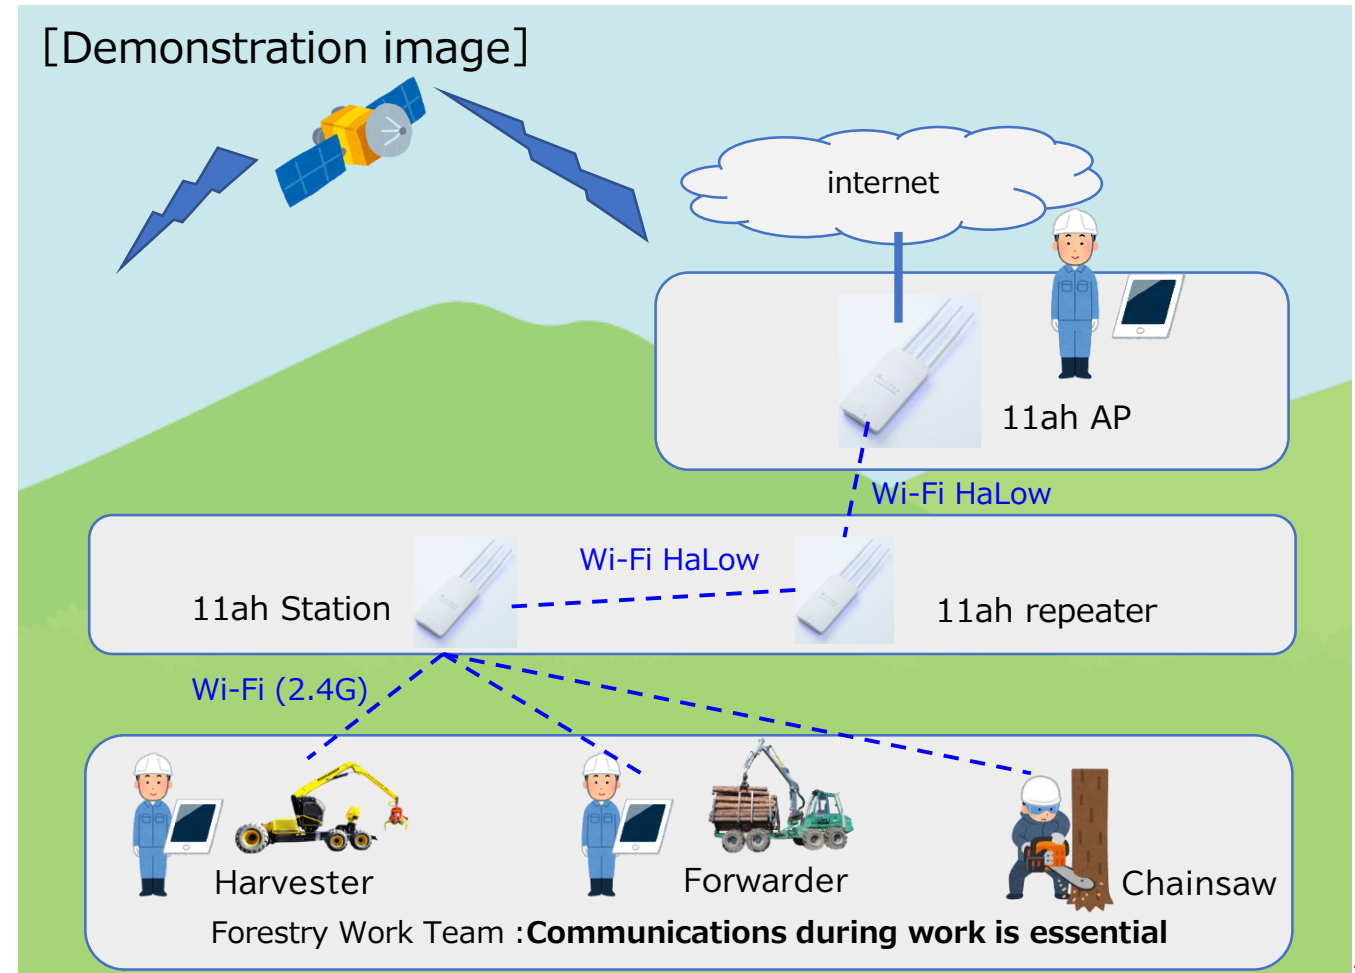 [Demonstration image]
internet
11ah AP
Wi-Fi HaLow
Wi-Fi HaLow
11ah Station
11ah repeater
Wi-Fi (2.4G)
Harvester
Forwarder
Chainsaw
Forestry Work Team :Communications during work is essential